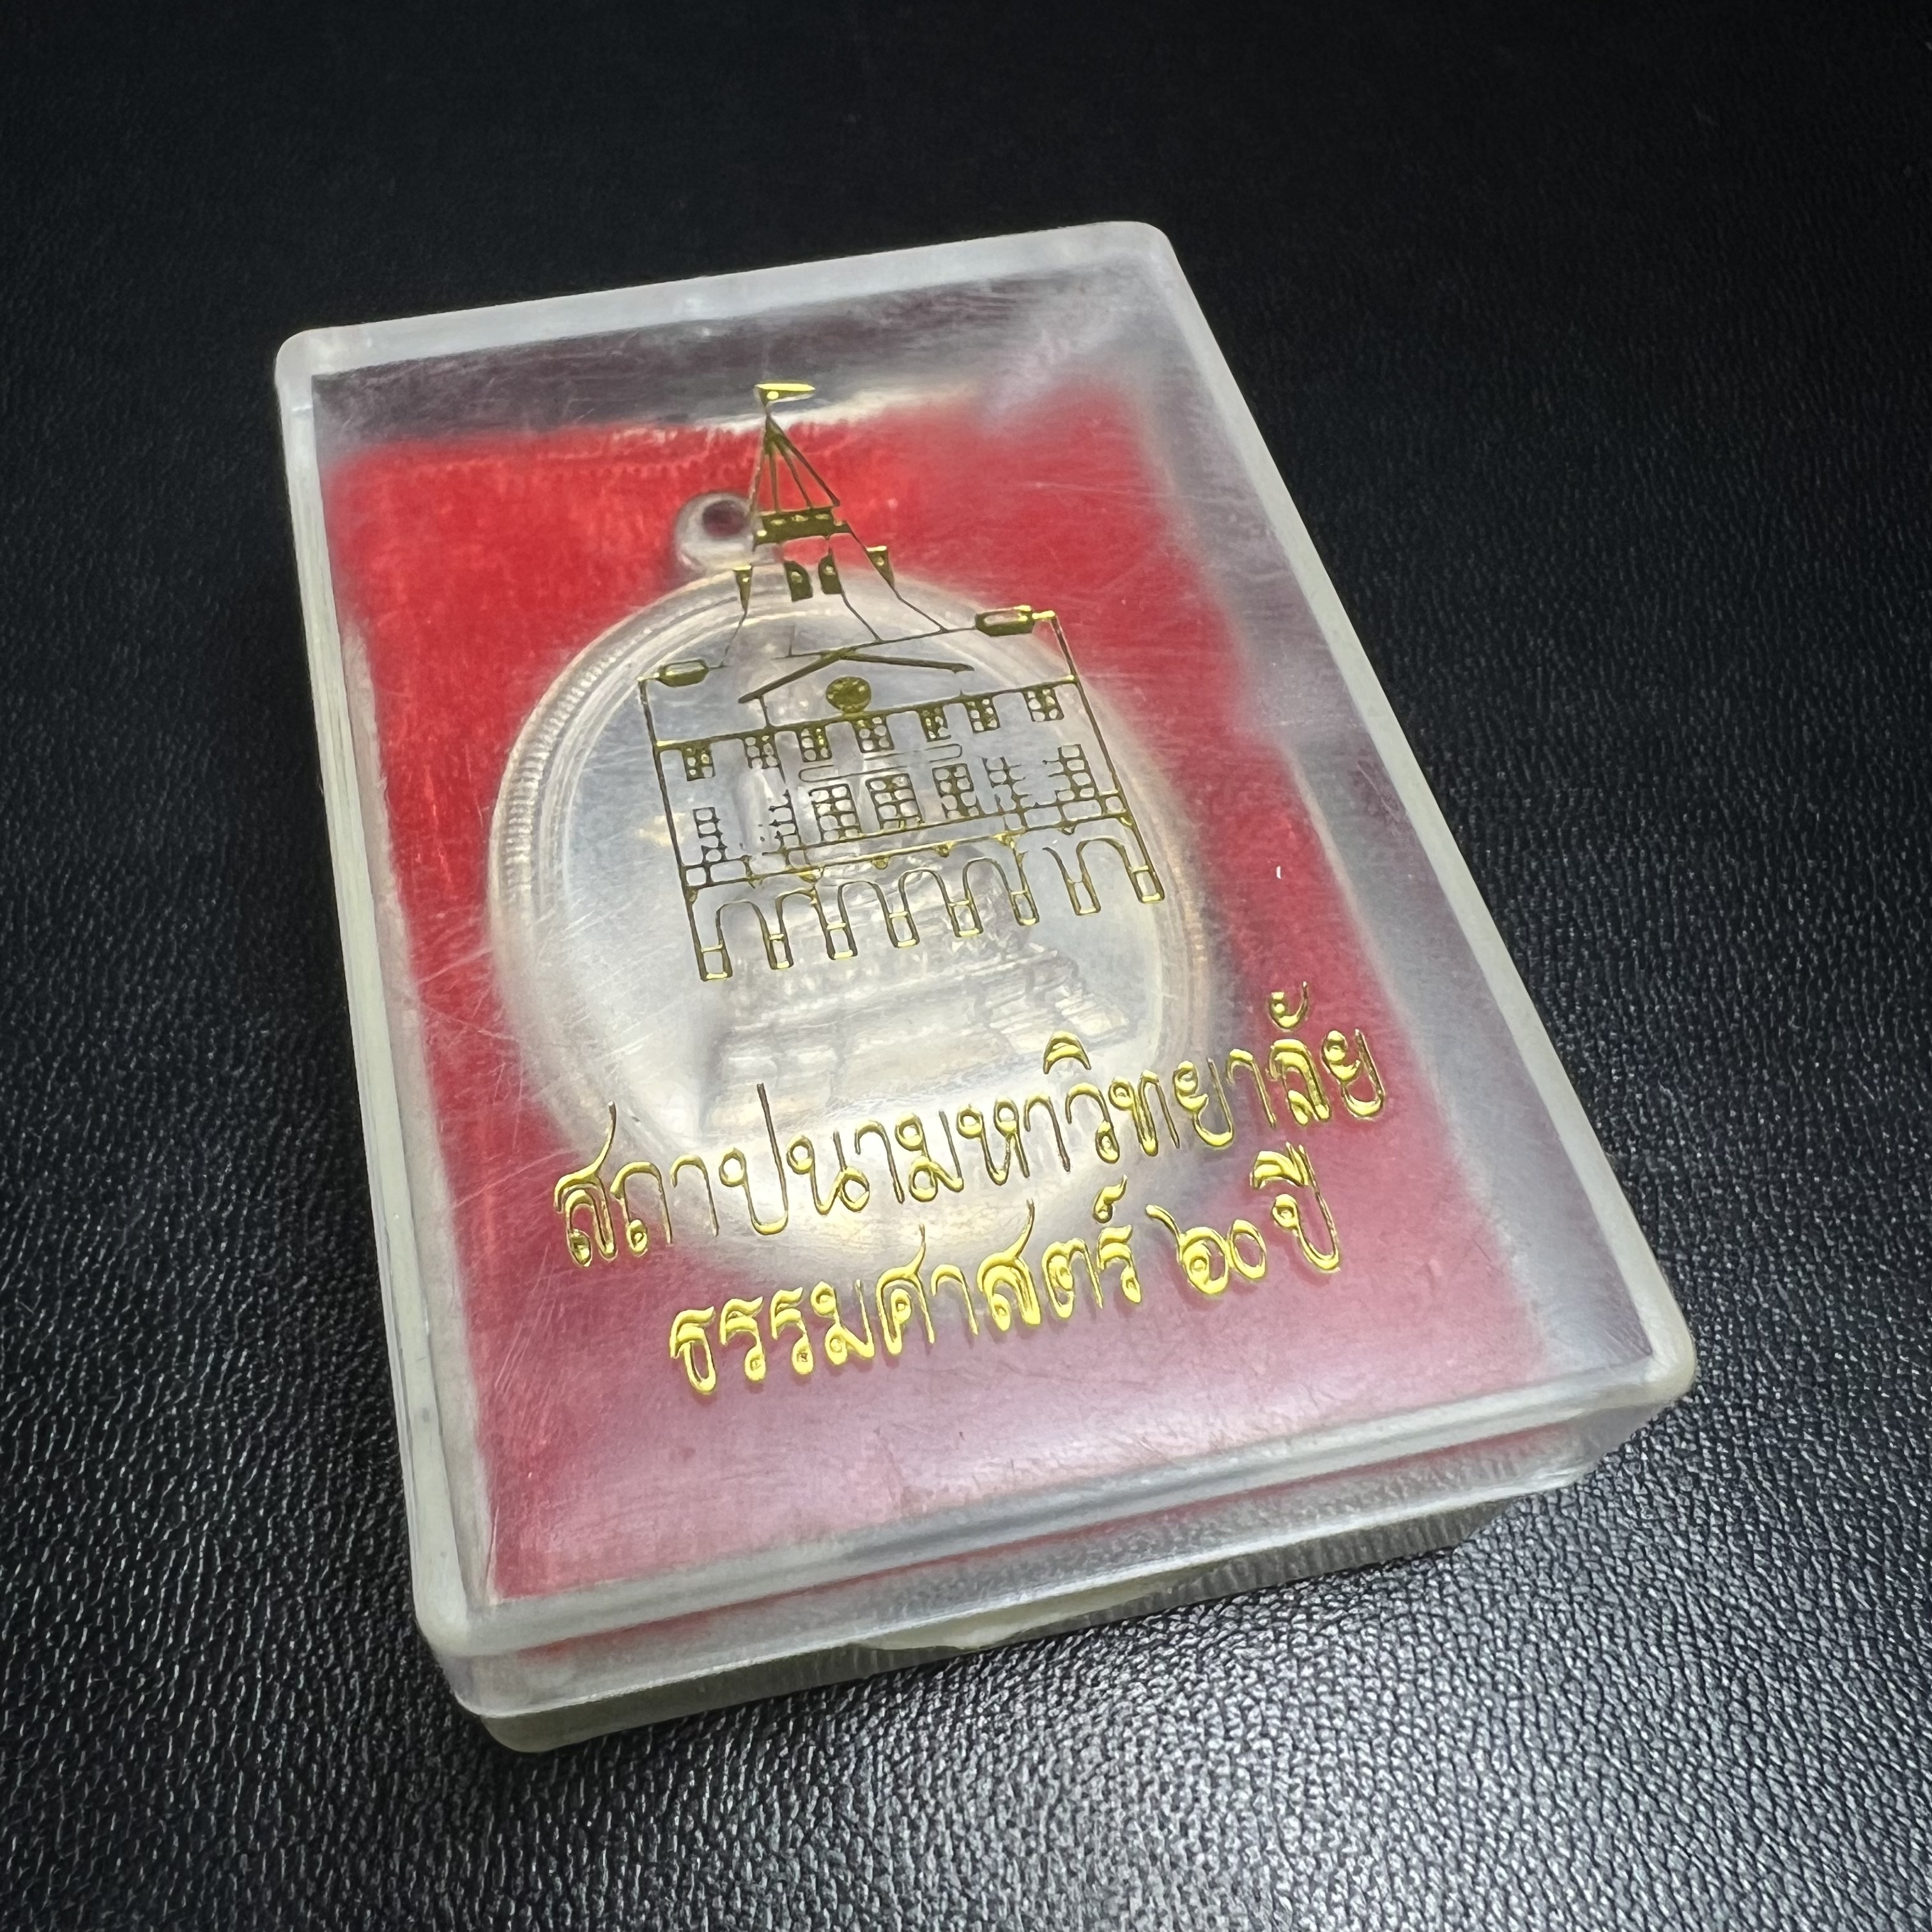 สถาปนามหาวิทยาลัย
ธรรมศาสตร์ ๖๐ ปี